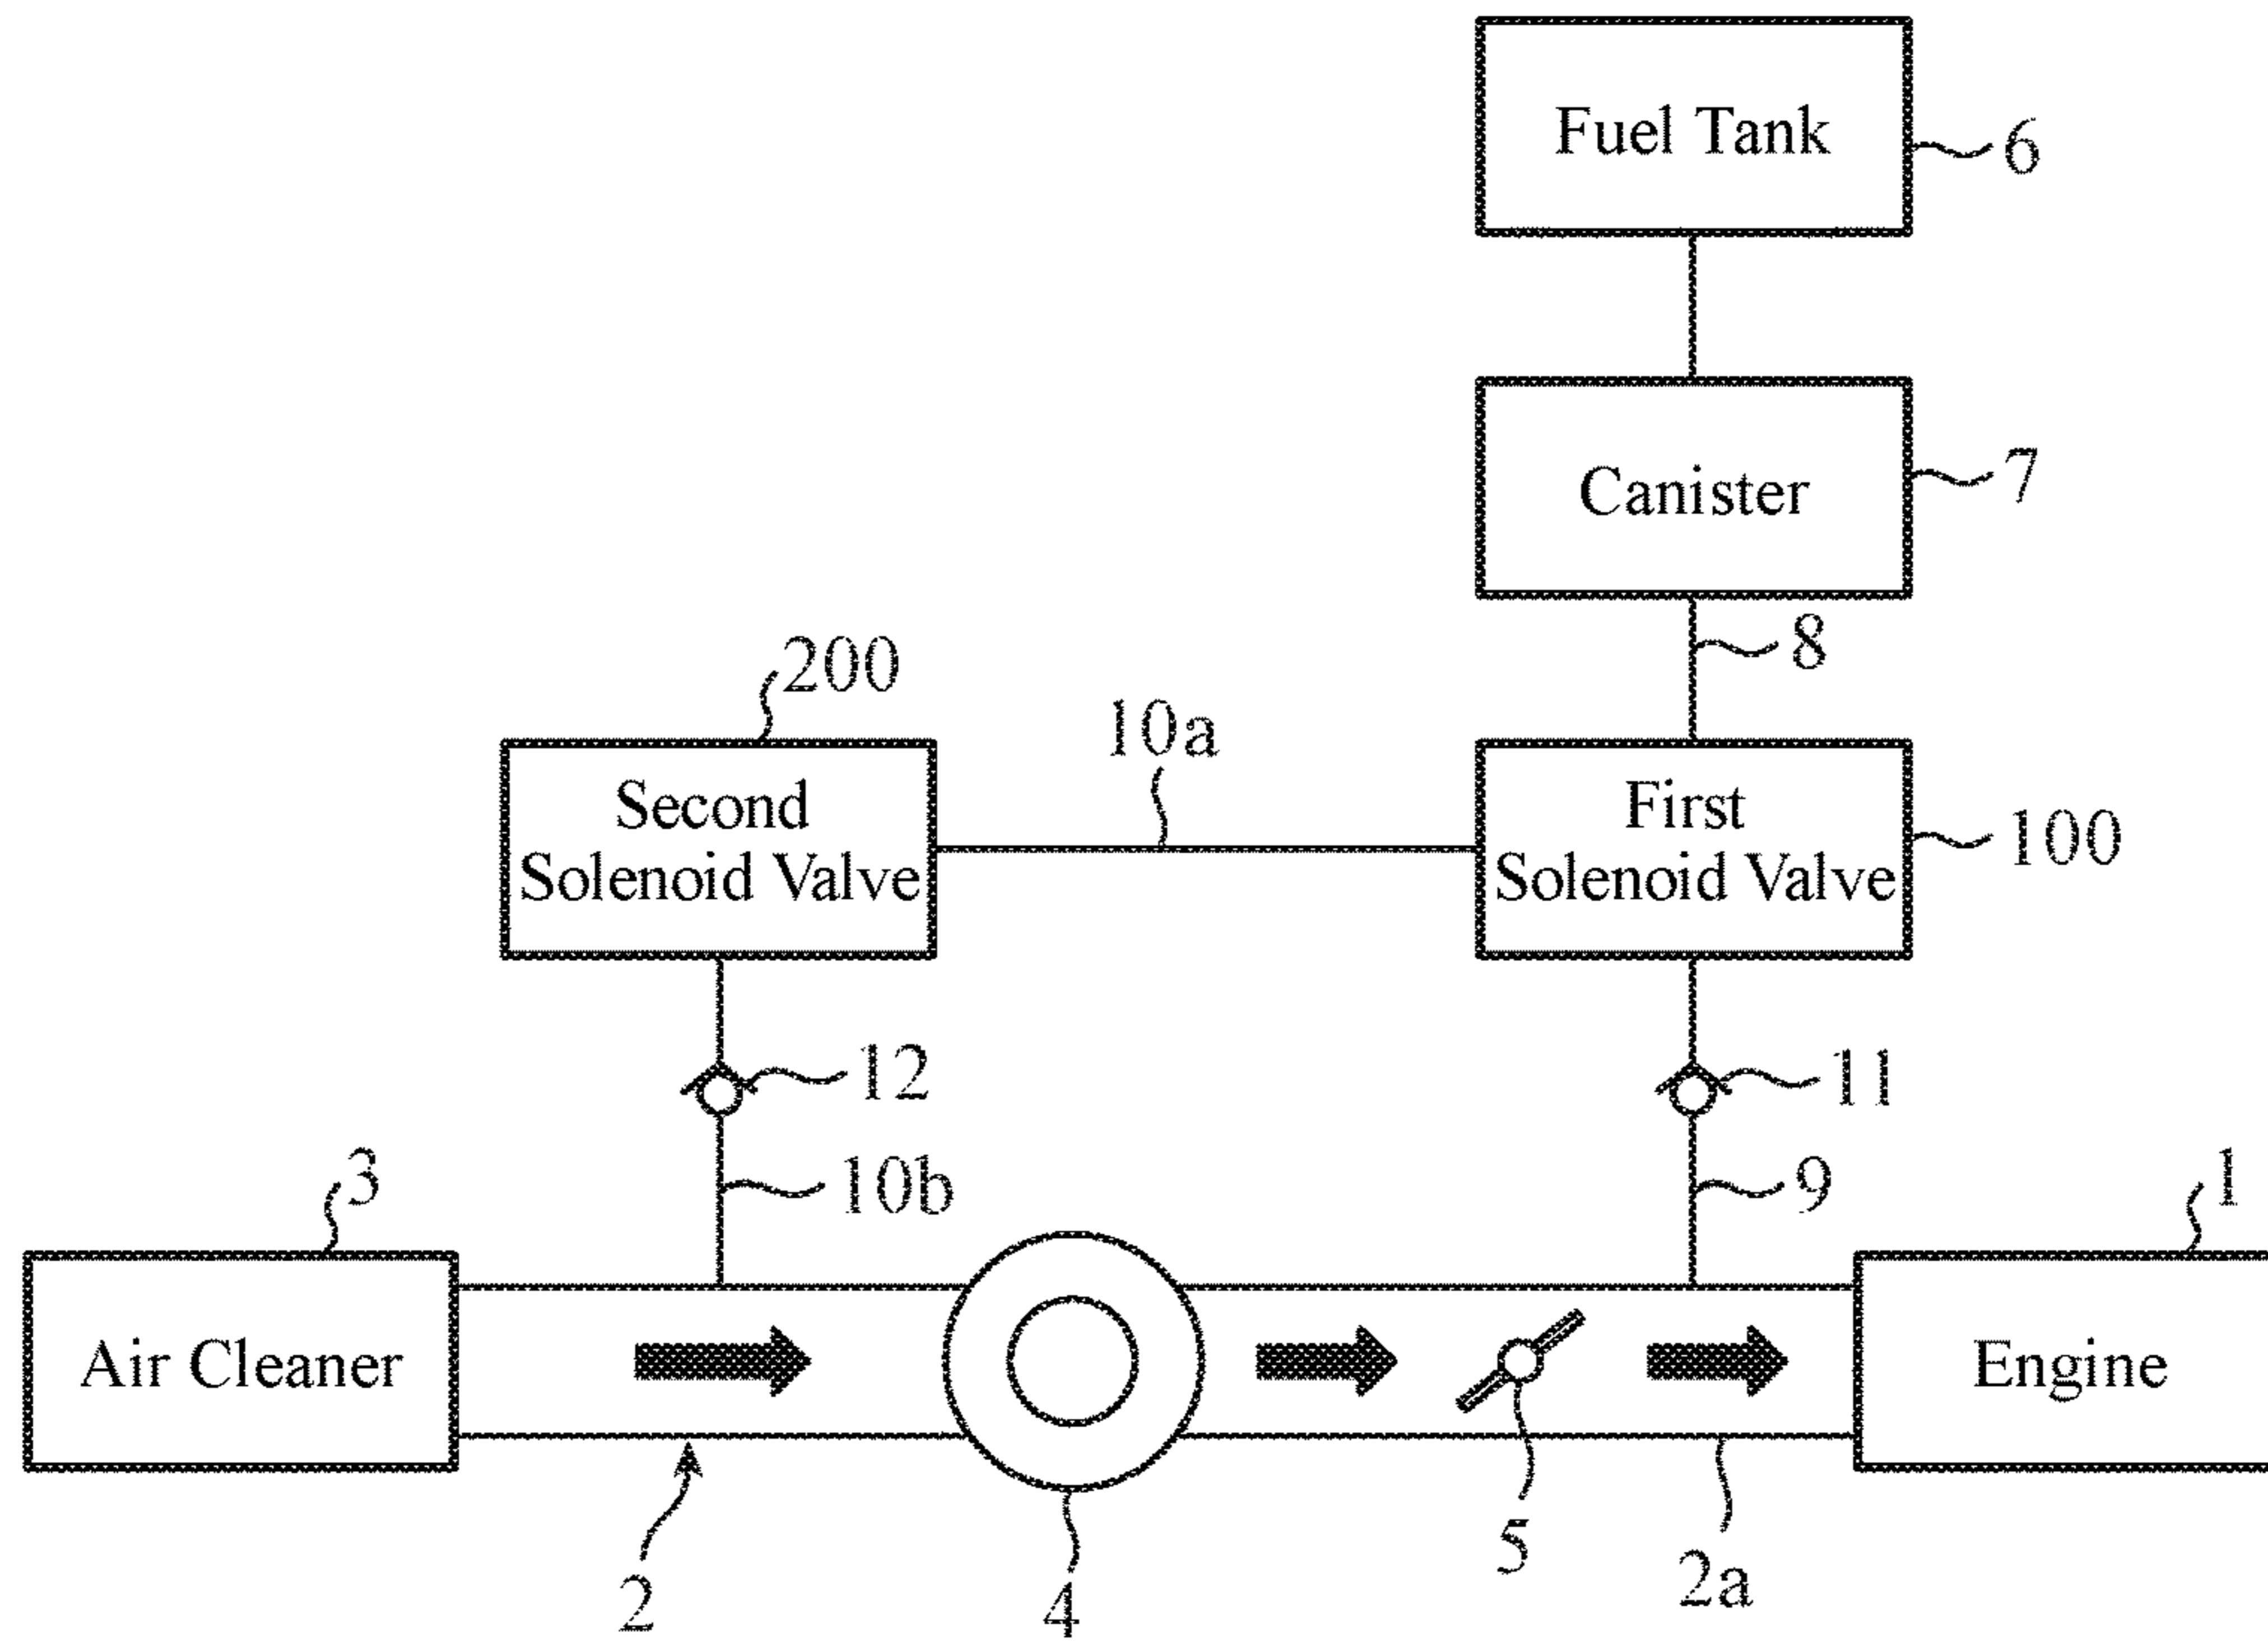 Fuel Tank
6
Canister
7
8
200
10a
Second
Solenoid Valve
First
Solenoid Valve
100
12
11
3
10b
9
1
Air Cleaner
Engine
2
4
5
2a